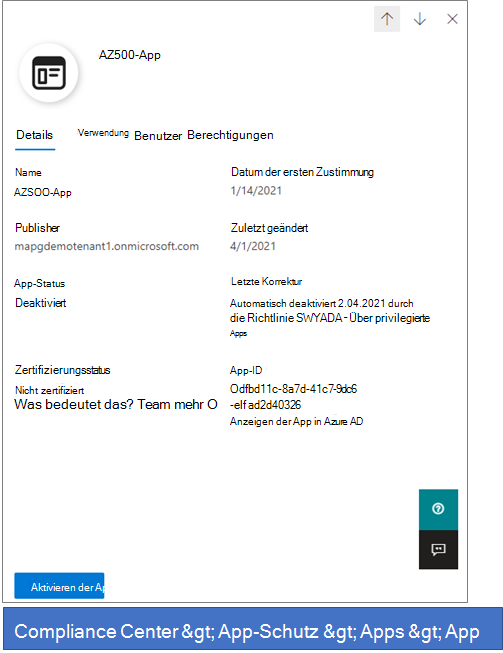 AZ500-App
Details Verwendung Benutzer Berechtigungen
Name
AZSOO-App
Datum der ersten Zustimmung
1/14/2021
Publisher
mapgdemotenant1.onmicrosoft.com
Zuletzt geändert
4/1/2021
App-Status
Deaktiviert
Letzte Korrektur
Automatisch deaktiviert 2.04.2021 durch
die Richtlinie SWYADA - Über privilegierte
Apps
Zertifizierungsstatus
Nicht zertifiziert
Was bedeutet das? Team mehr O
App-ID
Odfbd11c-8a7d-41c7-9dc6
-elf ad2d40326
Anzeigen der App in Azure AD
Aktivieren der Ap
Compliance Center &gt; App-Schutz &gt; Apps &gt; App